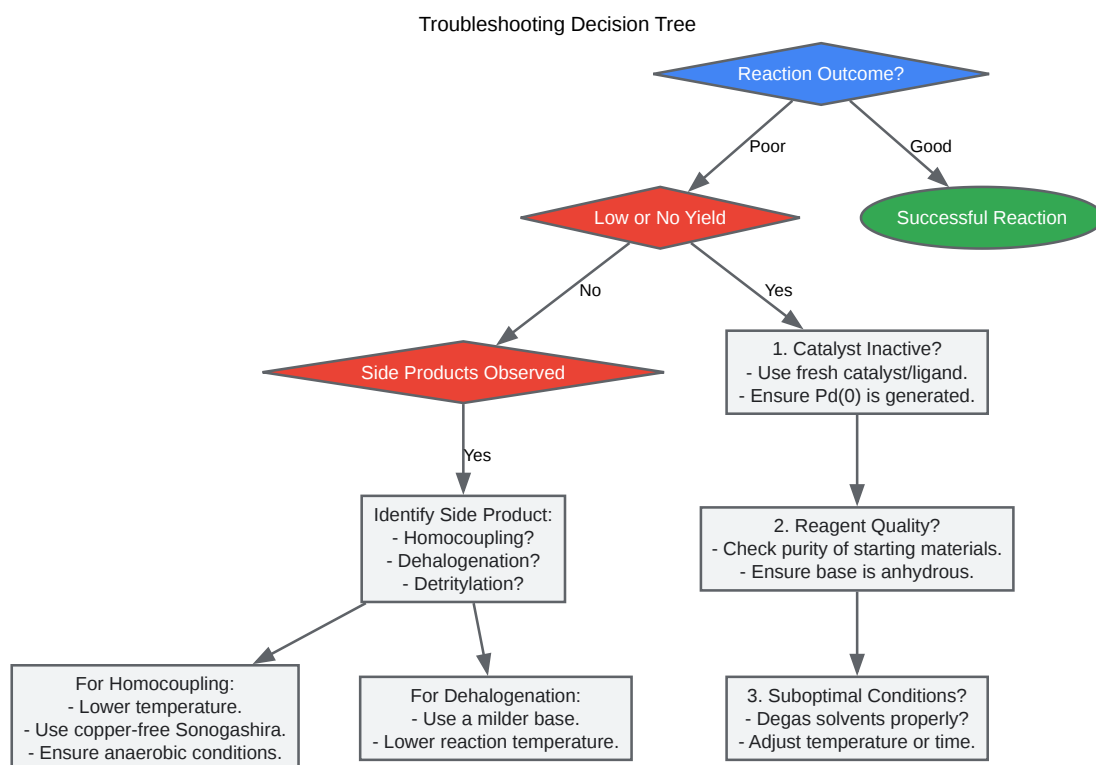 Troubleshooting Decision Tree
Reaction Outcome?
Poor
Good
Low or No Yield
Successful Reaction
No
Yes
Side Products Observed
1. Catalyst Inactive?
- Use fresh catalyst/ligand.
- Ensure Pd(0) is generated.
Yes
Identify Side Product:
- Homocoupling?
- Dehalogenation?
- Detritylation?
2. Reagent Quality?
- Check purity of starting materials.
- Ensure base is anhydrous.
For Homocoupling:
- Lower temperature.
- Use copper-free Sonogashira.
- Ensure anaerobic conditions.
For Dehalogenation:
- Use a milder base.
- Lower reaction temperature.
3. Suboptimal Conditions?
- Degas solvents properly?
- Adjust temperature or time.